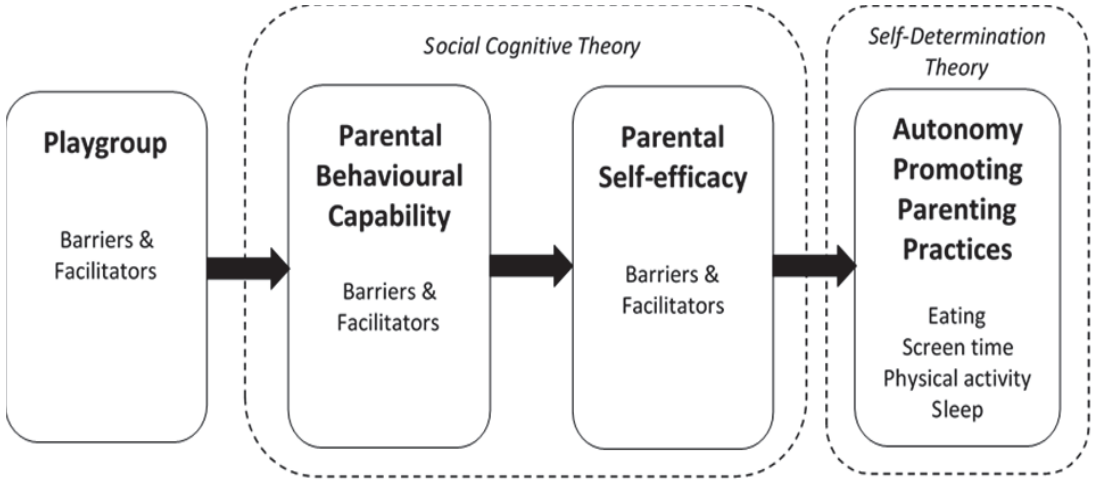 Social Cognitive Theory
Self-Determination
Theory
Playgroup
Barriers &
Facilitators
Parental
Behavioural
Capability
Barriers &
Facilitators
Parental
Self-efficacy
Barriers &
Facilitators
Autonomy
Promoting
Parenting
Practices
Eating
Screen time
Physical activity
Sleep